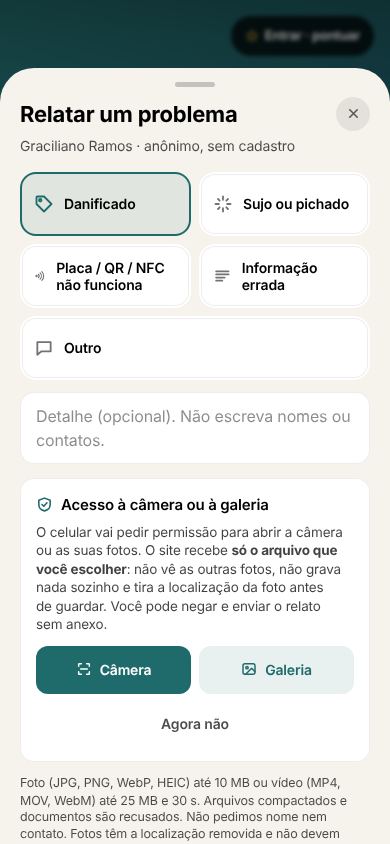 Entrar · pontuar
Relatar um problema
Graciliano Ramos · anônimo, sem cadastro
Danificado
Sujo ou pichado
Placa / QR / NFC
não funciona
Informação
errada
Outro
Detalhe (opcional). Não escreva nomes ou
contatos.
Acesso à câmera ou à galeria
O celular vai pedir permissão para abrir a câmera
ou as suas fotos. O site recebe só o arquivo que
você escolher: não vê as outras fotos, não grava
nada sozinho e tira a localização da foto antes
de guardar. Você pode negar e enviar o relato
sem anexo.
Câmera
Galeria
Agora não
Foto (JPG, PNG, WebP, HEIC) até 10 MB ou vídeo (MP4,
MOV, WebM) até 25 MB e 30 s. Arquivos compactados e
documentos são recusados. Não pedimos nome nem
contato. Fotos têm a localização removida e não devem